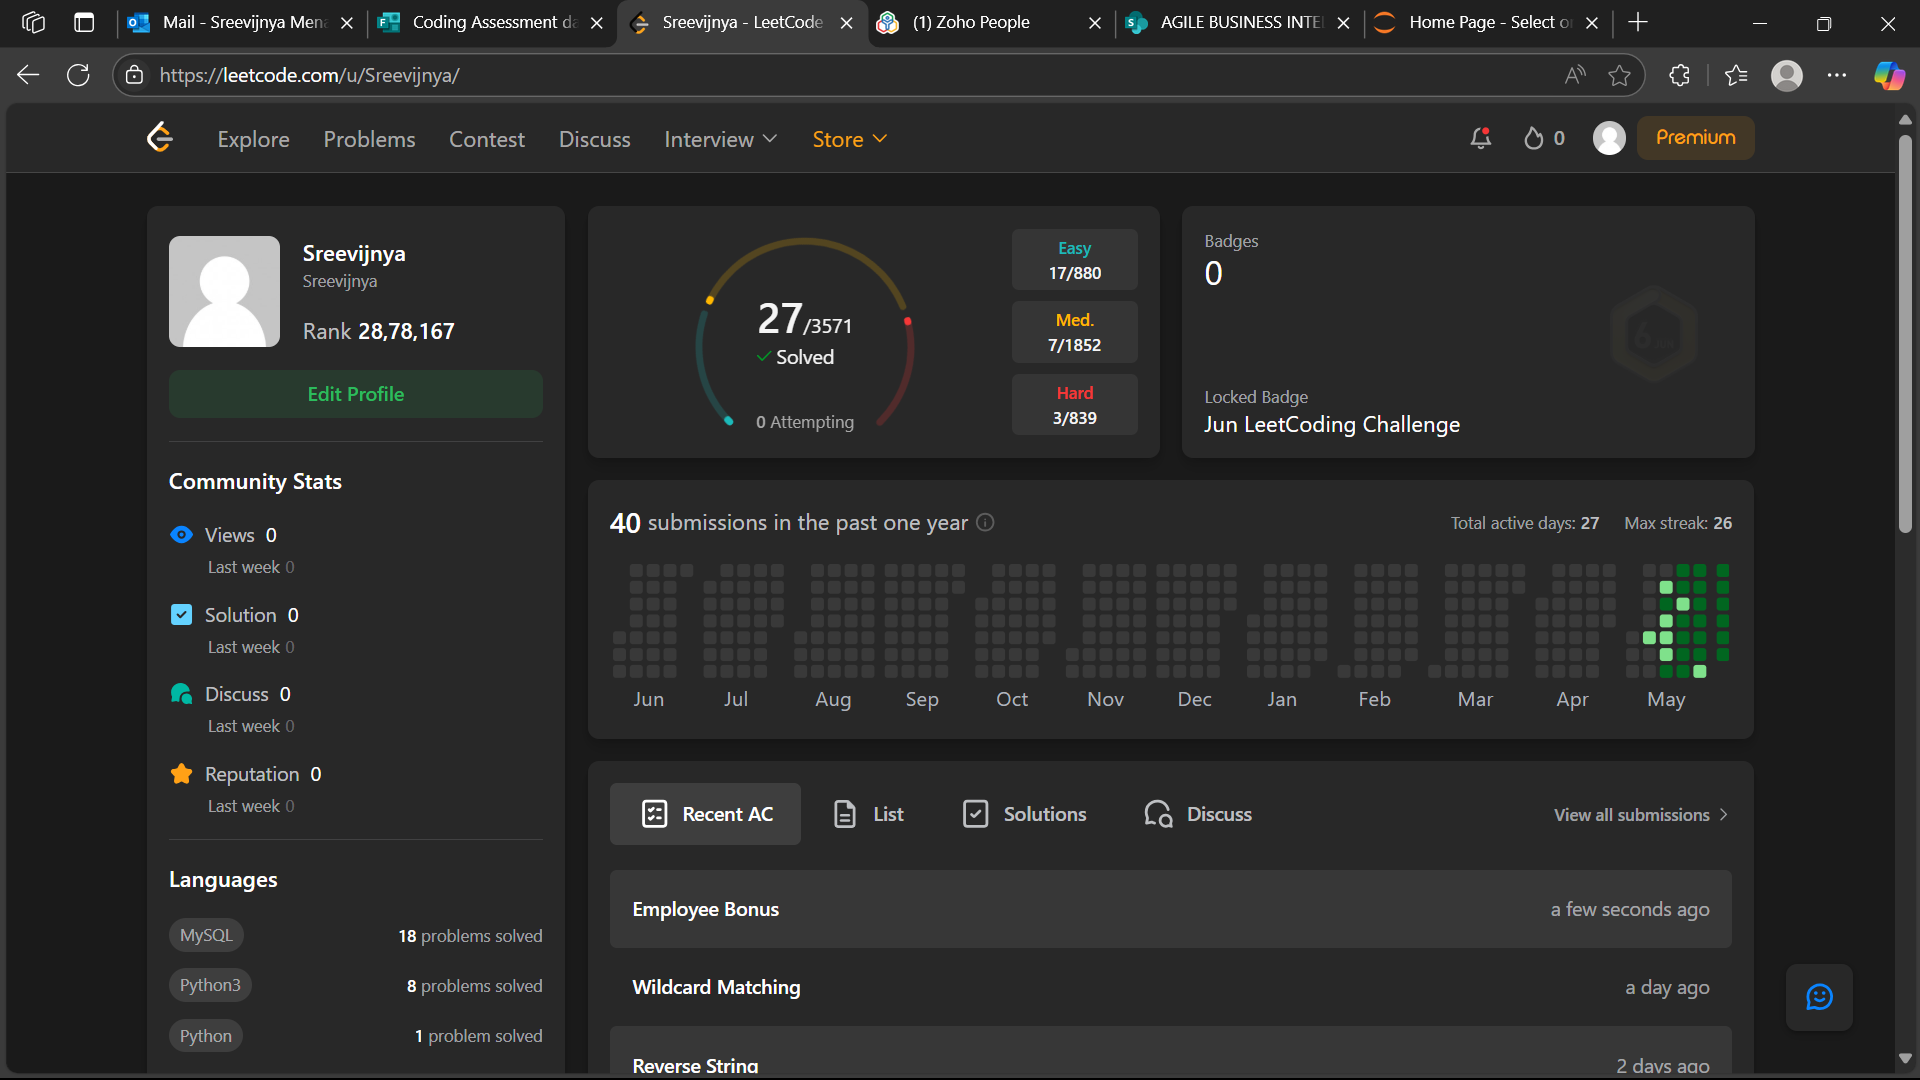 Mail - Sreevijnya Mena
Coding Assessment da
Sreevijnya - LeetCode
(1) Zoho People
AGILE BUSINESS INTEL
Home Page - Select or
https://leetcode.com/u/Sreevijnya/
Explore
Problems
Contest
Discuss
Interview
Store
0
Premium
Sreevijnya
Sreevijnya
Rank 28,78,167
Edit Profile
Community Stats
Views 0
Last week 0
Solution 0
Last week 0
Discuss 0
Last week 0
Reputation 0
Last week 0
Languages
MySQL
18 problems solved
Python3
8 problems solved
Python
1 problem solved
27/3571
Solved
0 Attempting
Easy
17/880
Med.
7/1852
Hard
3/839
Badges
0
Locked Badge
Jun LeetCoding Challenge
40 submissions in the past one year
Total active days: 27
Max streak: 26
Jun
Jul
Aug
Sep
Oct
Nov
Dec
Jan
Feb
Mar
Apr
May
Recent AC
List
Solutions
Discuss
View all submissions
Employee Bonus
a few seconds ago
Wildcard Matching
a day ago
Reverse String
2 days ago